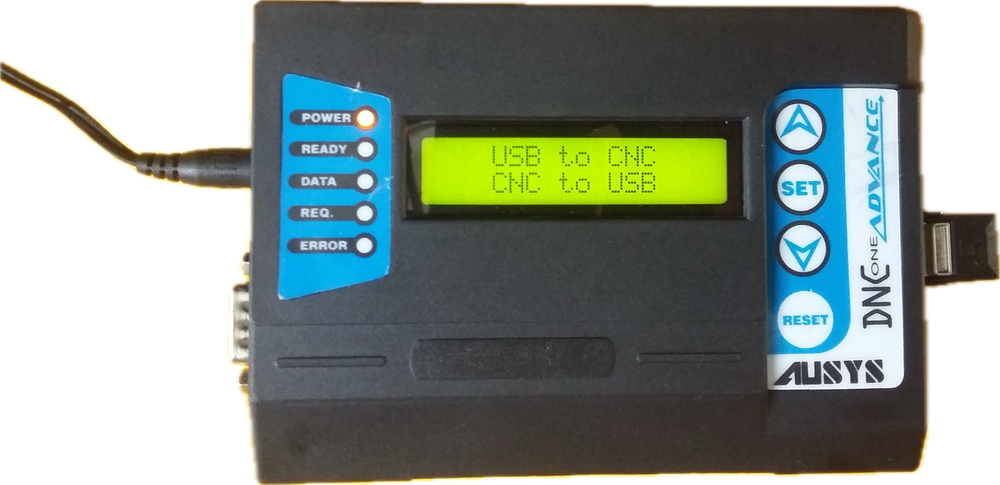 POWER
READY
DATA
REQ.
ERROR
USB to CNC
CNC to USB
SET
RESET
DNC ONE ADVANCE
AUSYS